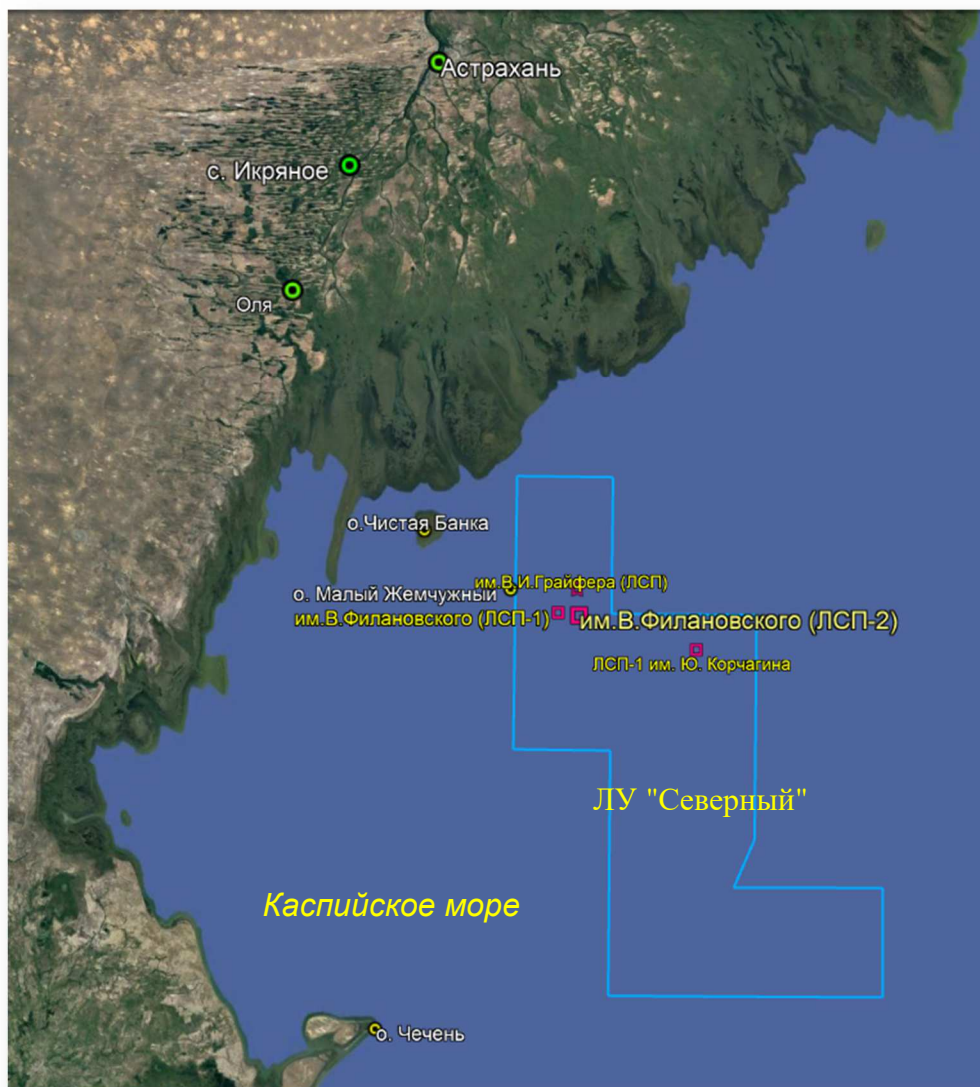 Астрахань
с. Икряное
Оля
о.Чистая Банка
им.В.И.Грайфера (ЛСП)
о. Малый Жемчужный
им.В.Филановского (ЛСП-1)
им.В.Филановского (ЛСП-2)
ЛСП-1 им. Ю. Корчагина
ЛУ "Северный"
Каспийское море
о. Чечень